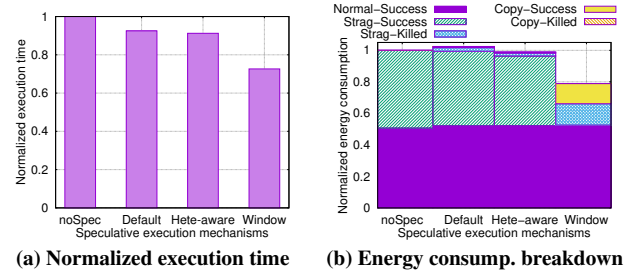 Normalized execution time
1
0.8
0.6
0.4
0.2
0
noSpec Default Hete-aware Window
Speculative execution mechanisms
(a) Normalized execution time
Normal-Success
Strag-Success
Strag-Killed
Copy-Success
Copy-Killed
Normalized energy consumption
1
0.8
0.6
0.4
0.2
0
noSpec Default Hete-aware Window
Speculative execution mechanisms
(b) Energy consump. breakdown